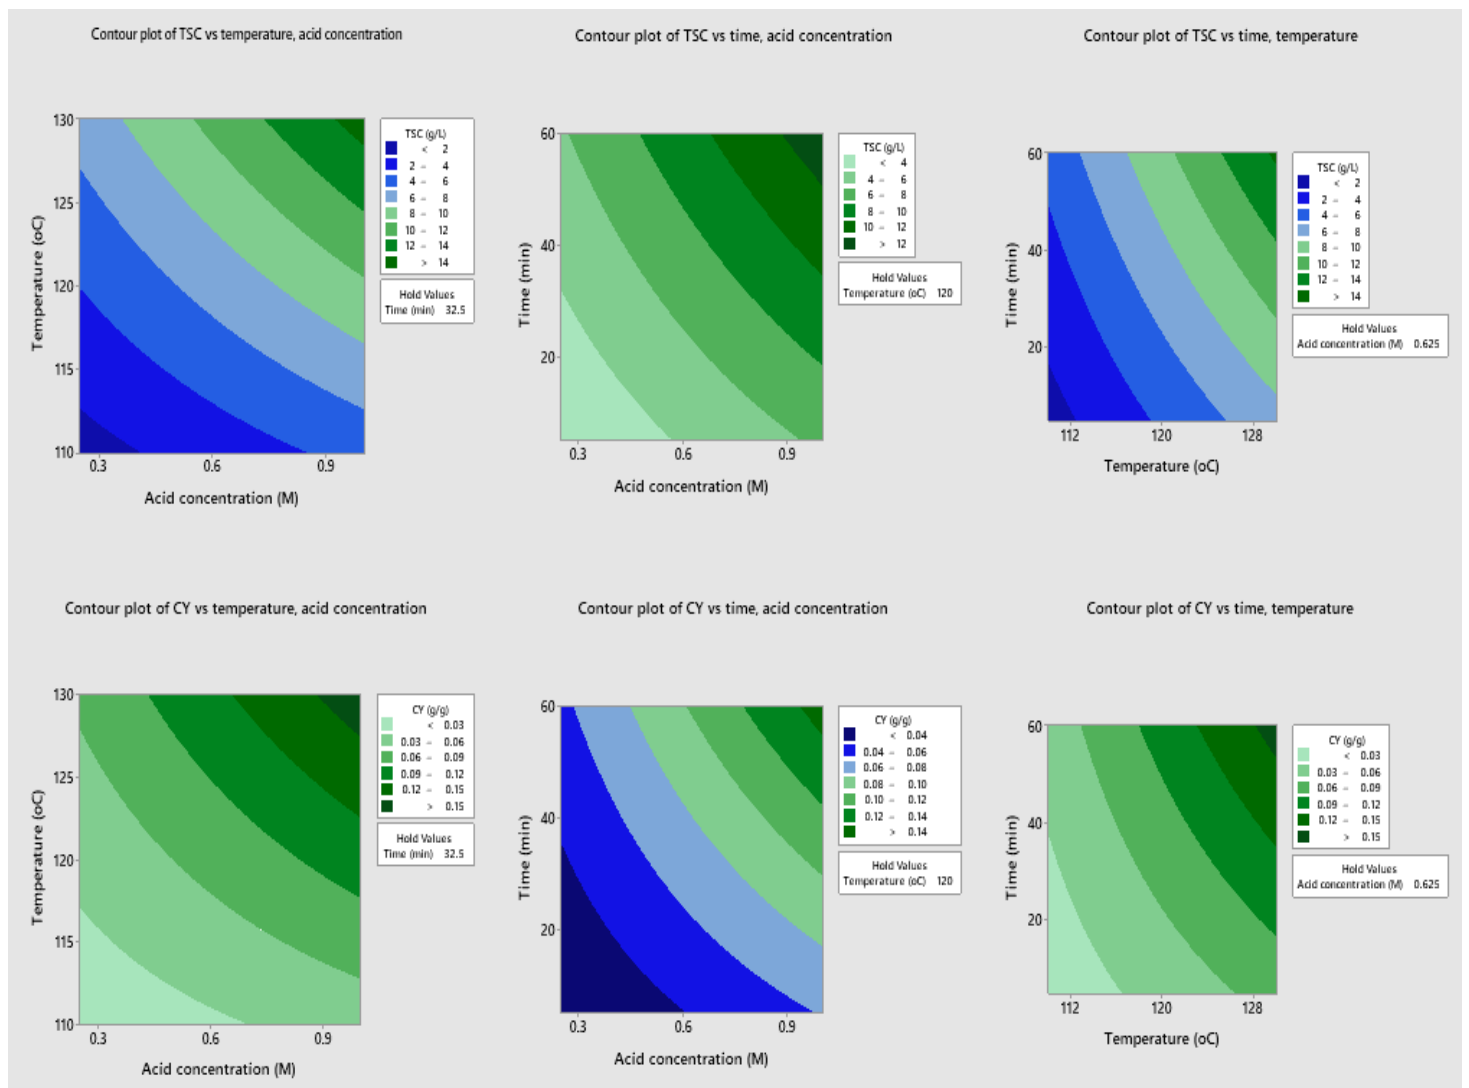 Contour plot of TSC vs temperature, acid concentration
130
125
120
115
110
0.3 0.6 0.9
Temperature (oC)
Acid concentration (M)
TSC (g/L)
< 2
2 – 4
4 – 6
6 – 8
8 – 10
10 – 12
12 – 14
> 14
Hold Values
Time (min) 32.5
Contour plot of TSC vs time, acid concentration
60
40
20
0.3 0.6 0.9
Time (min)
Acid concentration (M)
TSC (g/L)
< 4
4 – 6
6 – 8
8 – 10
10 – 12
> 12
Hold Values
Temperature (oC) 120
Contour plot of TSC vs time, temperature
60
40
20
112 120 128
Time (min)
Temperature (oC)
TSC (g/L)
< 2
2 – 4
4 – 6
6 – 8
8 – 10
10 – 12
12 – 14
> 14
Hold Values
Acid concentration (M) 0.625
Contour plot of CY vs temperature, acid concentration
130
125
120
115
110
0.3 0.6 0.9
Temperature (oC)
Acid concentration (M)
CY (g/g)
< 0.03
0.03 – 0.06
0.06 – 0.09
0.09 – 0.12
0.12 – 0.15
> 0.15
Hold Values
Time (min) 32.5
Contour plot of CY vs time, acid concentration
60
40
20
0.3 0.6 0.9
Time (min)
Acid concentration (M)
CY (g/g)
< 0.04
0.04 – 0.06
0.06 – 0.08
0.08 – 0.10
0.10 – 0.12
0.12 – 0.14
> 0.14
Hold Values
Temperature (oC) 120
Contour plot of CY vs time, temperature
60
40
20
112 120 128
Time (min)
Temperature (oC)
CY (g/g)
< 0.03
0.03 – 0.06
0.06 – 0.09
0.09 – 0.12
0.12 – 0.15
> 0.15
Hold Values
Acid concentration (M) 0.625